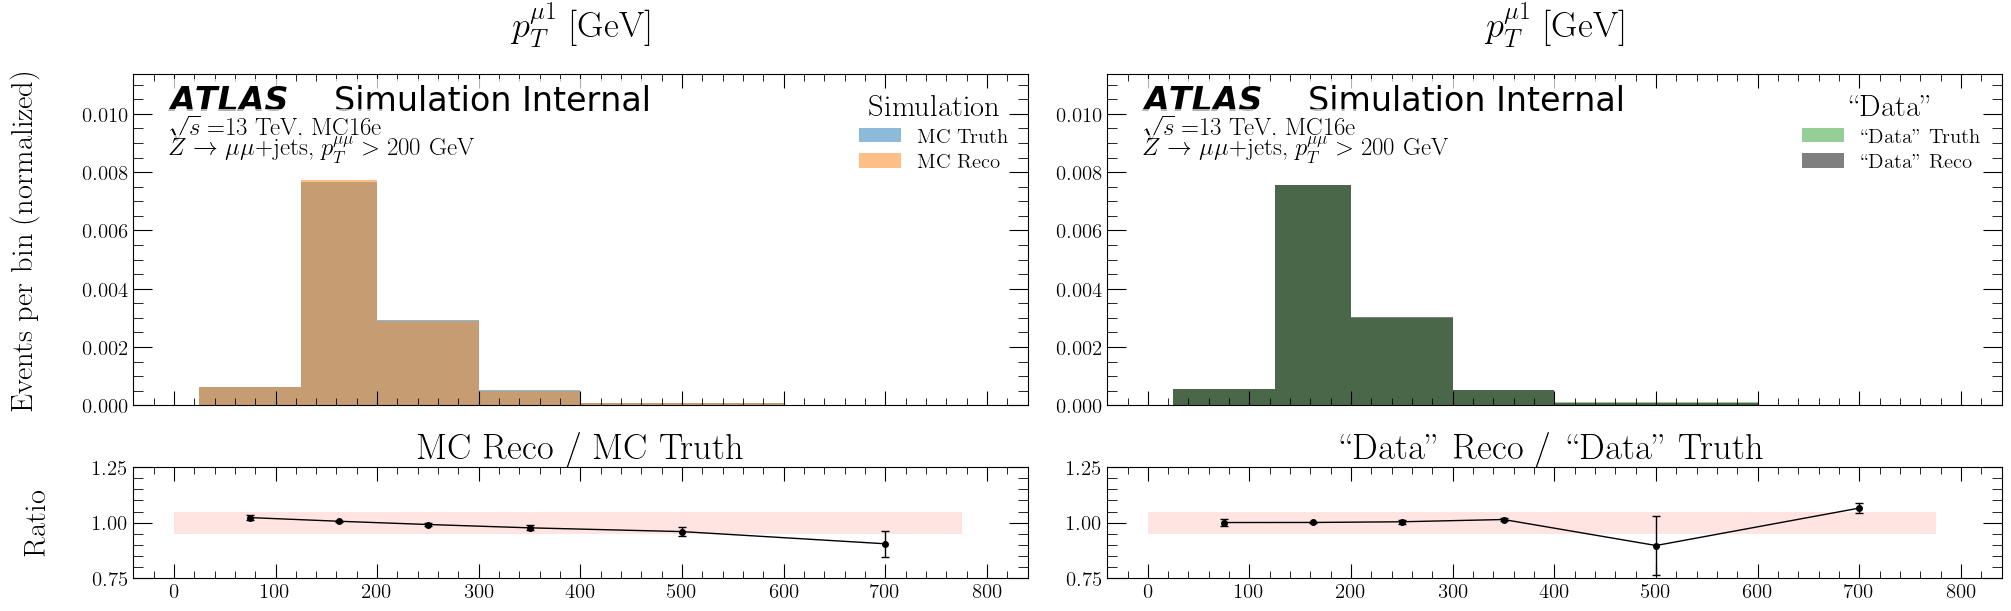 p_T^{μ1} [GeV]
Events per bin (normalized)
0.010
0.008
0.006
0.004
0.002
0.000
ATLAS Simulation Internal
√s =13 TeV, MC16e
Z → μμ+jets, p_T^{μμ} > 200 GeV
Simulation
MC Truth
MC Reco
MC Reco / MC Truth
Ratio
1.25
1.00
0.75
0 100 200 300 400 500 600 700 800
p_T^{μ1} [GeV]
0.010
0.008
0.006
0.004
0.002
0.000
ATLAS Simulation Internal
√s =13 TeV, MC16e
Z → μμ+jets, p_T^{μμ} > 200 GeV
“Data”
“Data” Truth
“Data” Reco
“Data” Reco / “Data” Truth
1.25
1.00
0.75
0 100 200 300 400 500 600 700 800